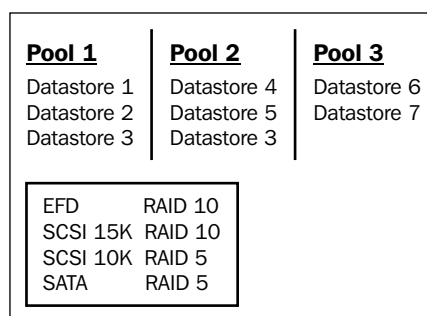 Pool 1
Datastore 1
Datastore 2
Datastore 3
Pool 2
Datastore 4
Datastore 5
Datastore 3
Pool 3
Datastore 6
Datastore 7
EFD RAID 10
SCSI 15K RAID 10
SCSI 10K RAID 5
SATA RAID 5